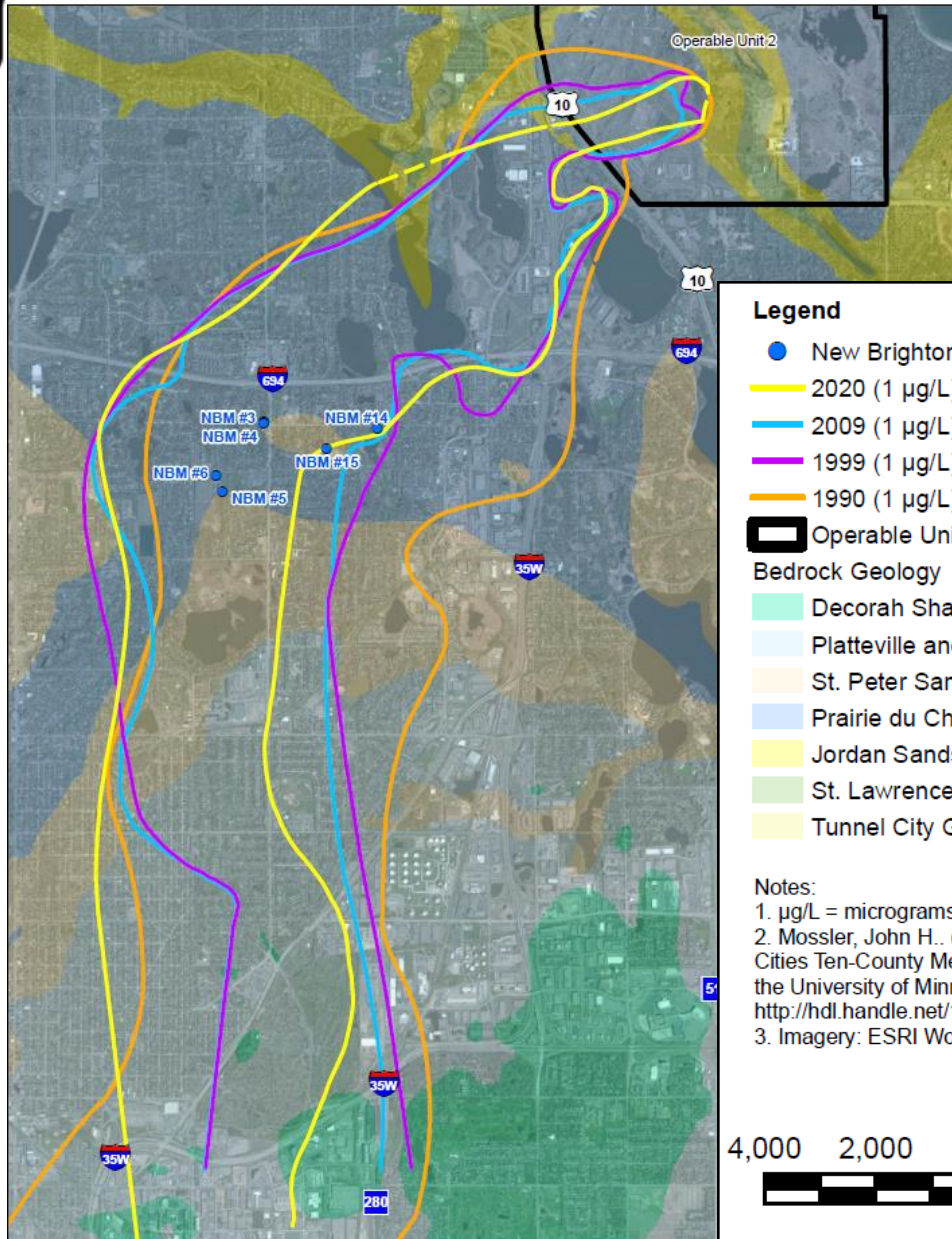 Operable Unit 2
10
10
694
694
NBM #3
NBM #4
NBM #14
NBM #15
NBM #6
NBM #5
35W
35W
35W
280
Legend
New Brighton
2020 (1 µg/L
2009 (1 µg/L
1999 (1 µg/L
1990 (1 µg/L
Operable Uni
Bedrock Geology
Decorah Sha
Platteville and
St. Peter San
Prairie du Ch
Jordan Sands
St. Lawrence
Tunnel City G
Notes:
1. µg/L = micrograms
2. Mossler, John H.. (
Cities Ten-County Me
the University of Minn
http://hdl.handle.net/
3. Imagery: ESRI Wo
4,000 2,000